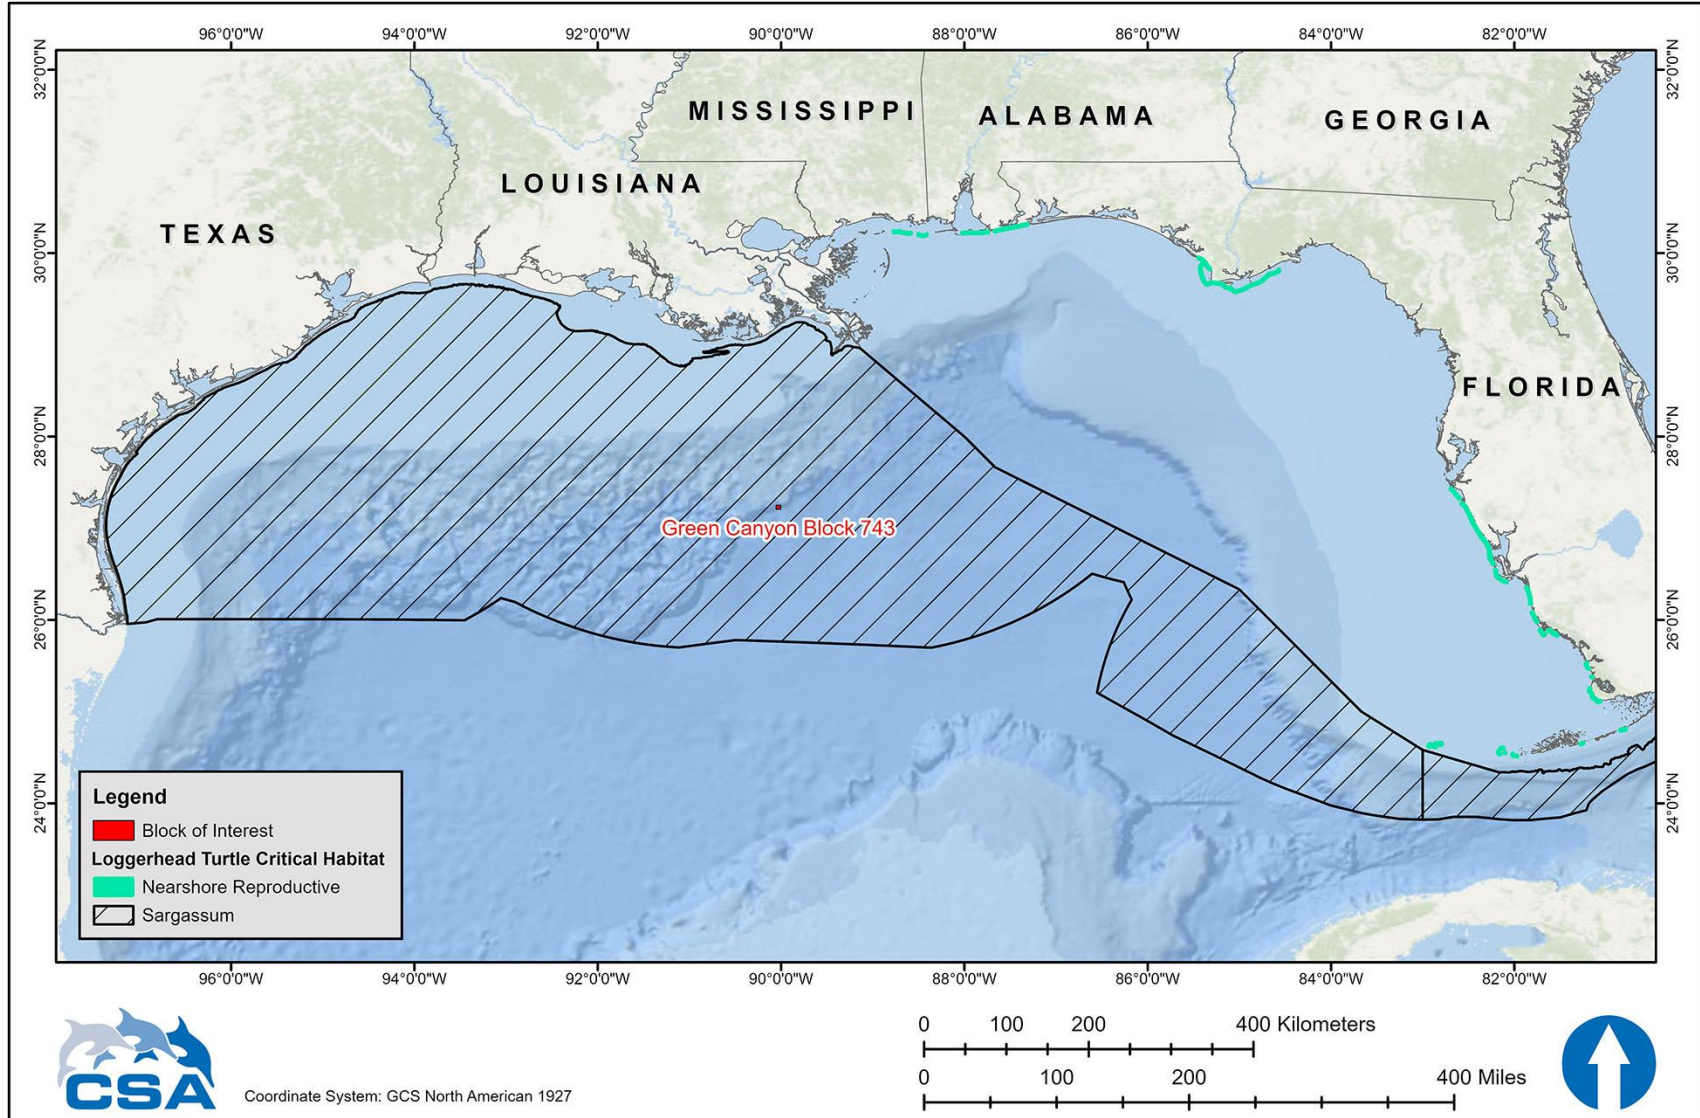 96°0'0"W 94°0'0"W 92°0'0"W 90°0'0"W 88°0'0"W 86°0'0"W 84°0'0"W 82°0'0"W
32°0'0"N 32°0'0"N
MISSISSIPPI ALABAMA GEORGIA
LOUISIANA
TEXAS
30°0'0"N 30°0'0"N
FLORIDA
28°0'0"N 28°0'0"N
Green Canyon Block 743
26°0'0"N 26°0'0"N
24°0'0"N 24°0'0"N
Legend
Block of Interest
Loggerhead Turtle Critical Habitat
Nearshore Reproductive
Sargassum
96°0'0"W 94°0'0"W 92°0'0"W 90°0'0"W 88°0'0"W 86°0'0"W 84°0'0"W 82°0'0"W
0 100 200 400 Kilometers
0 100 200 400 Miles
CSA
Coordinate System: GCS North American 1927